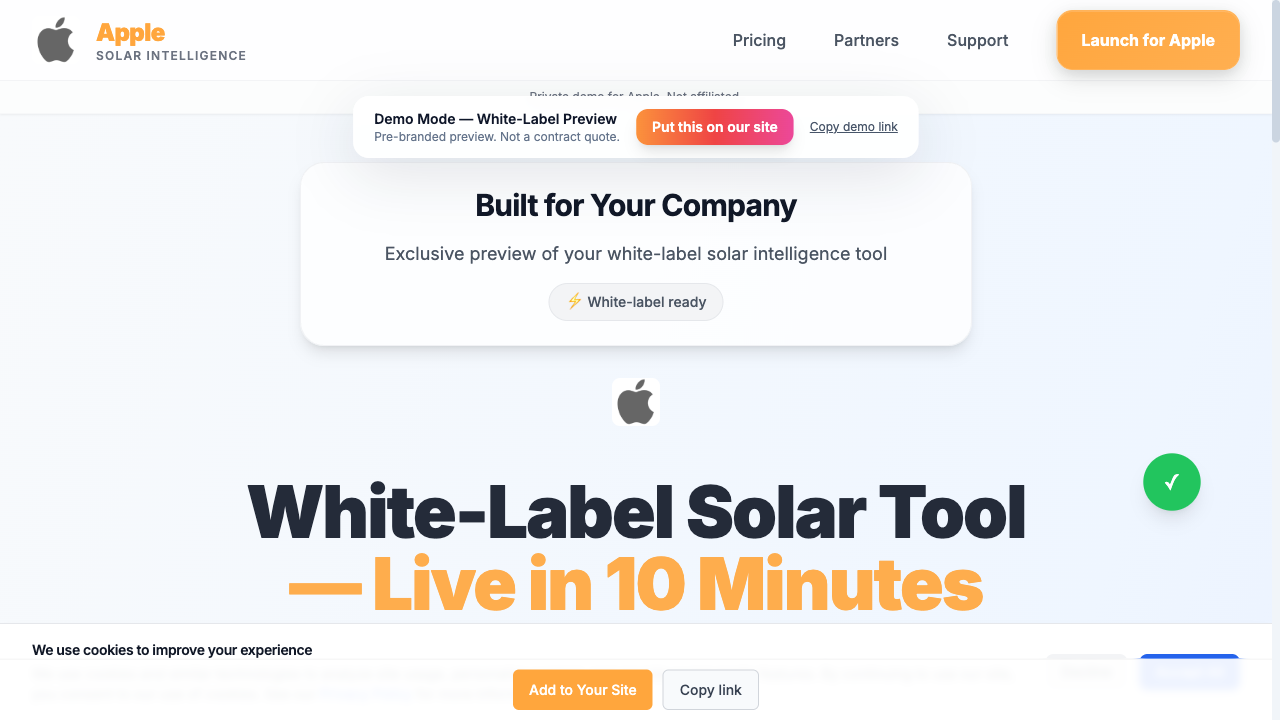 Apple
SOLAR INTELLIGENCE
Pricing
Partners
Support
Launch for Apple
Private demo for Apple. Not affiliated.
Demo Mode — White-Label Preview
Pre-branded preview. Not a contract quote.
Put this on our site
Copy demo link
Built for Your Company
Exclusive preview of your white-label solar intelligence tool
⚡ White-label ready
✓
White-Label Solar Tool
— Live in 10 Minutes
We use cookies to improve your experience
Add to Your Site
Copy link